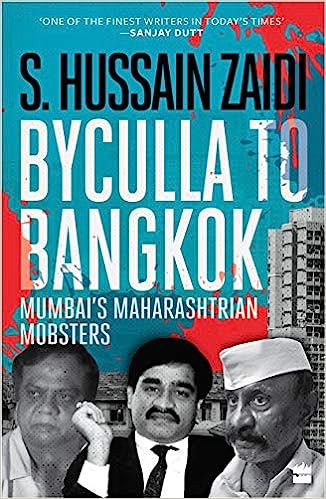 'ONE OF THE FINEST WRITERS IN TODAY'S TIMES'
—SANJAY DUTT
S. HUSSAIN ZAIDI
BYCULLA TO
BANGKOK
MUMBAI'S MAHARASHTRIAN
MOBSTERS